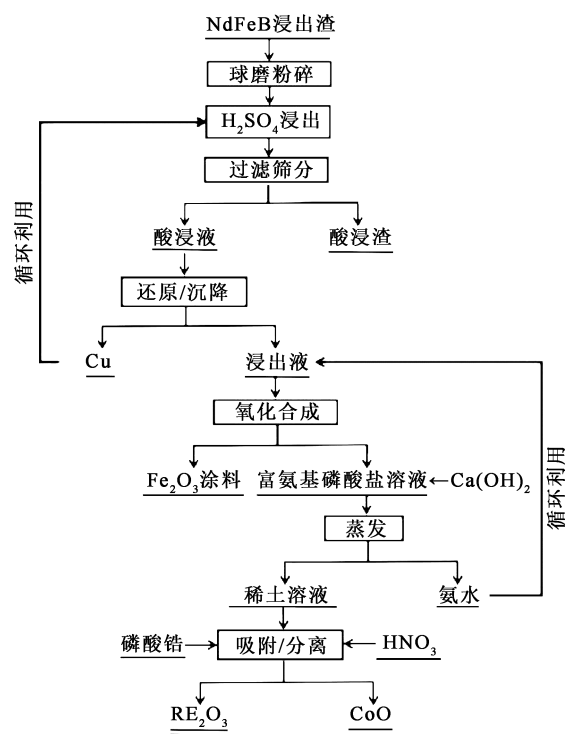 NdFeB浸出渣
球磨粉碎
H₂SO₄浸出
过滤筛分
循环利用
酸浸液
酸浸渣
还原/沉降
Cu
浸出液
氧化合成
Fe₂O₃涂料
富氨基磷酸盐溶液
Ca(OH)₂
循环利用
蒸发
稀土溶液
氨水
磷酸锆
吸附/分离
HNO₃
RE₂O₃
CoO